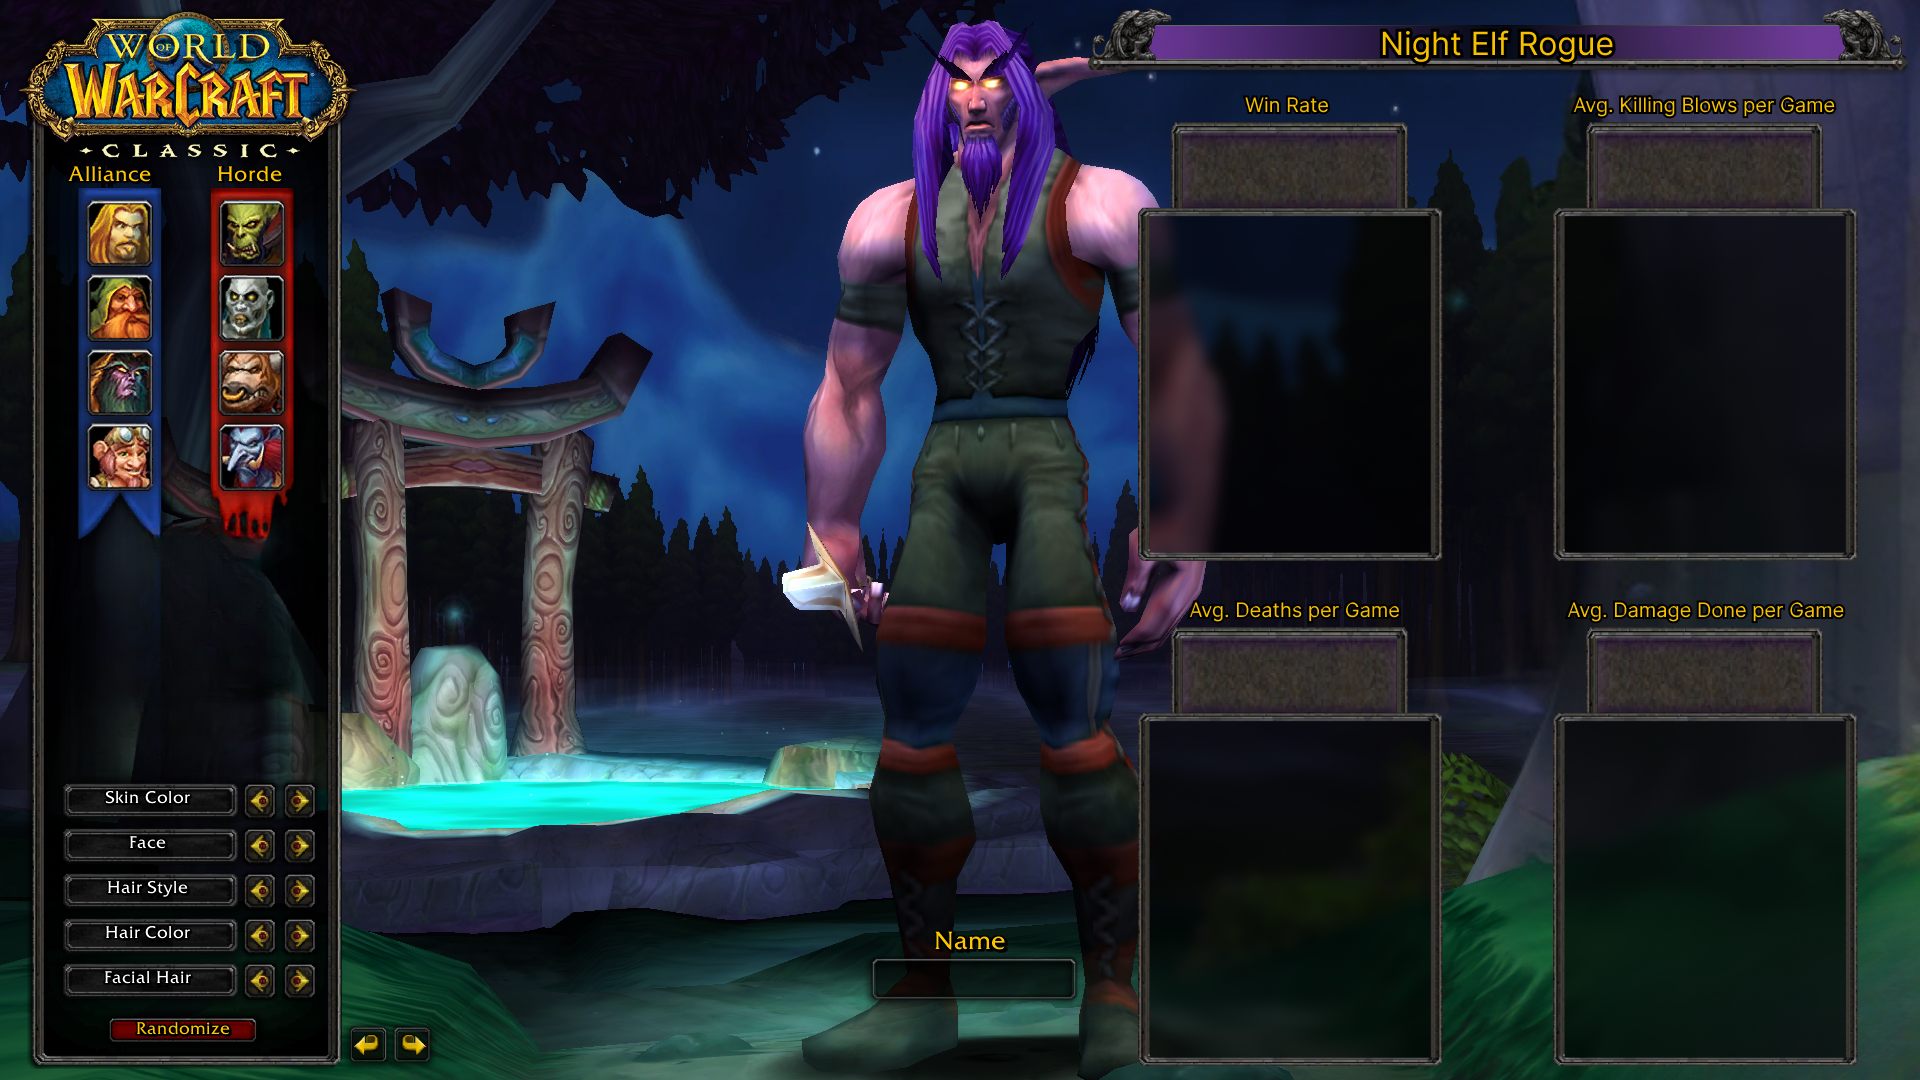 WORLD
OF
WARCRAFT
CLASSIC
Alliance
Horde
Skin Color
Face
Hair Style
Hair Color
Facial Hair
Randomize
Name
Night Elf Rogue
Win Rate
Avg. Killing Blows per Game
Avg. Deaths per Game
Avg. Damage Done per Game